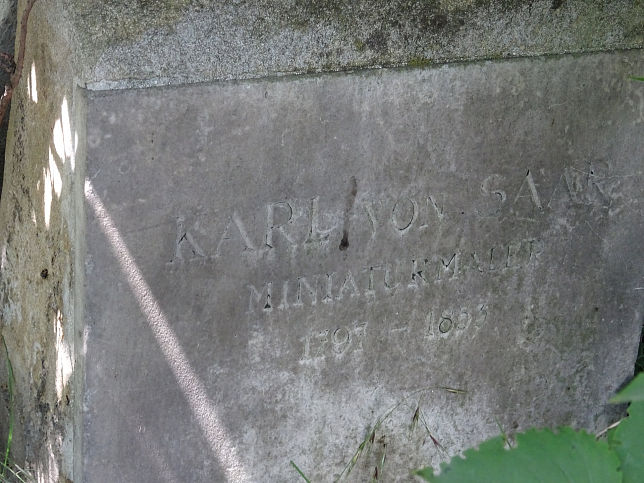 KARL VON SAAR
MINIATURMALER
1797 - 1853